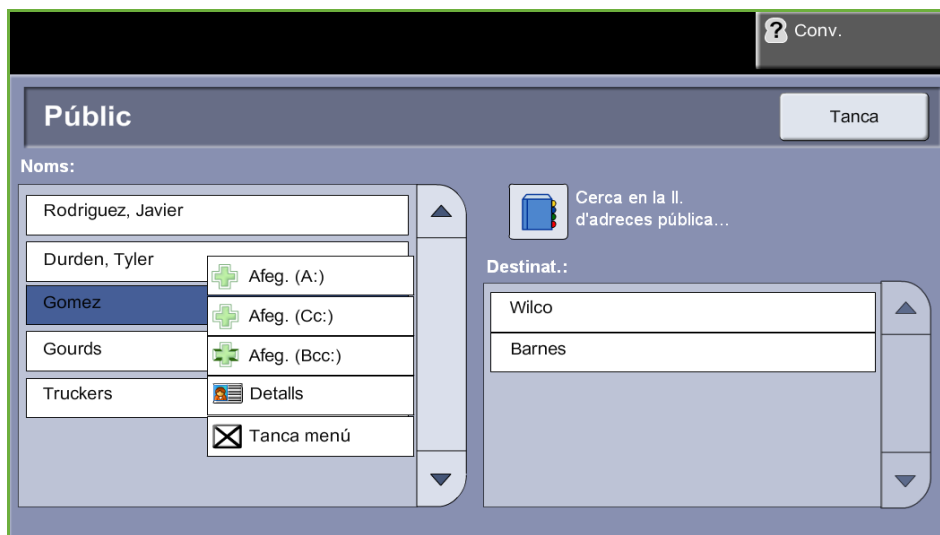 Conv.
Públic
Tanca
Noms:
Rodriguez, Javier
Durden, Tyler
Gomez
Gourds
Truckers
Afeg. (A:)
Afeg. (Cc:)
Afeg. (Bcc:)
Detalls
Tanca menú
Cerca en la ll.
d'adreces pública...
Destinat.:
Wilco
Barnes